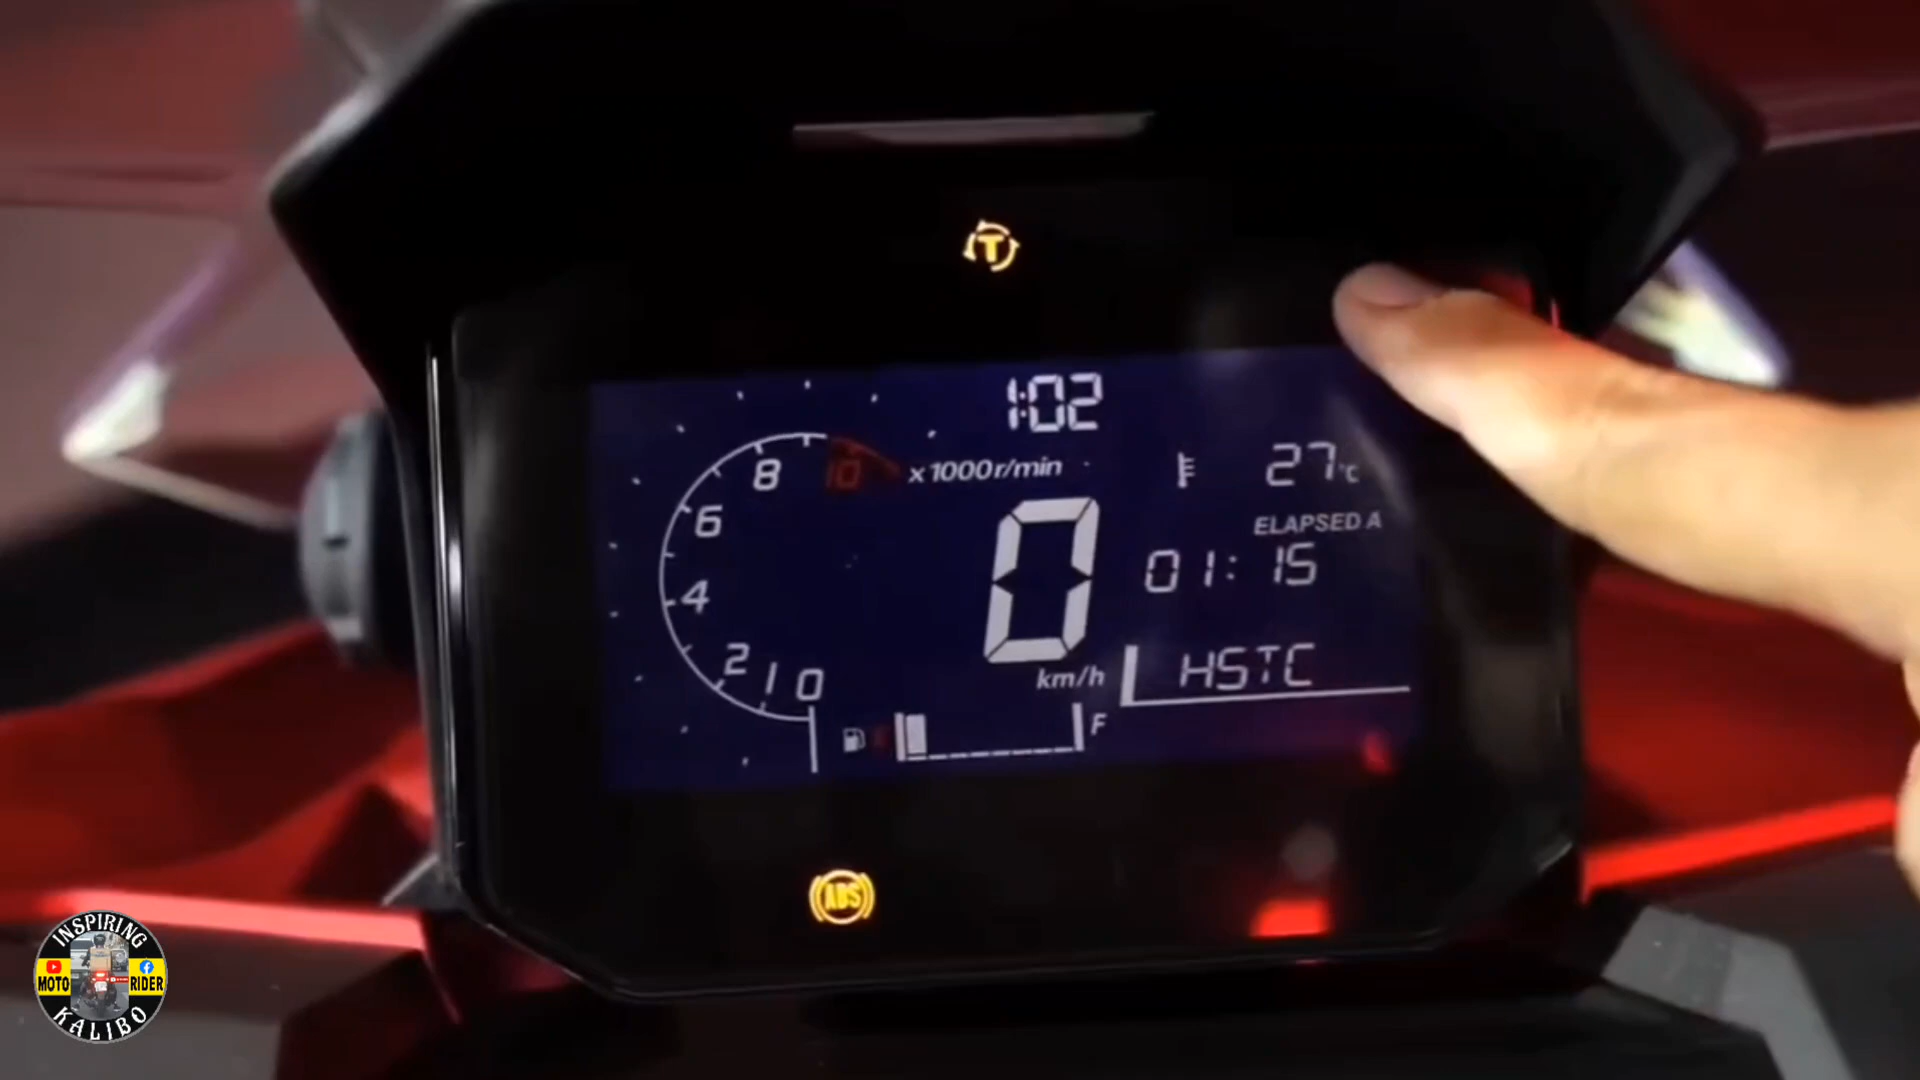 T
1:02
8 10 x1000r/min
27°C
6
ELAPSED A
01:15
0
4
2 1 0
km/h
HSTC
E F
ABS
INSPIRING
MOTO RIDER
KALIBO